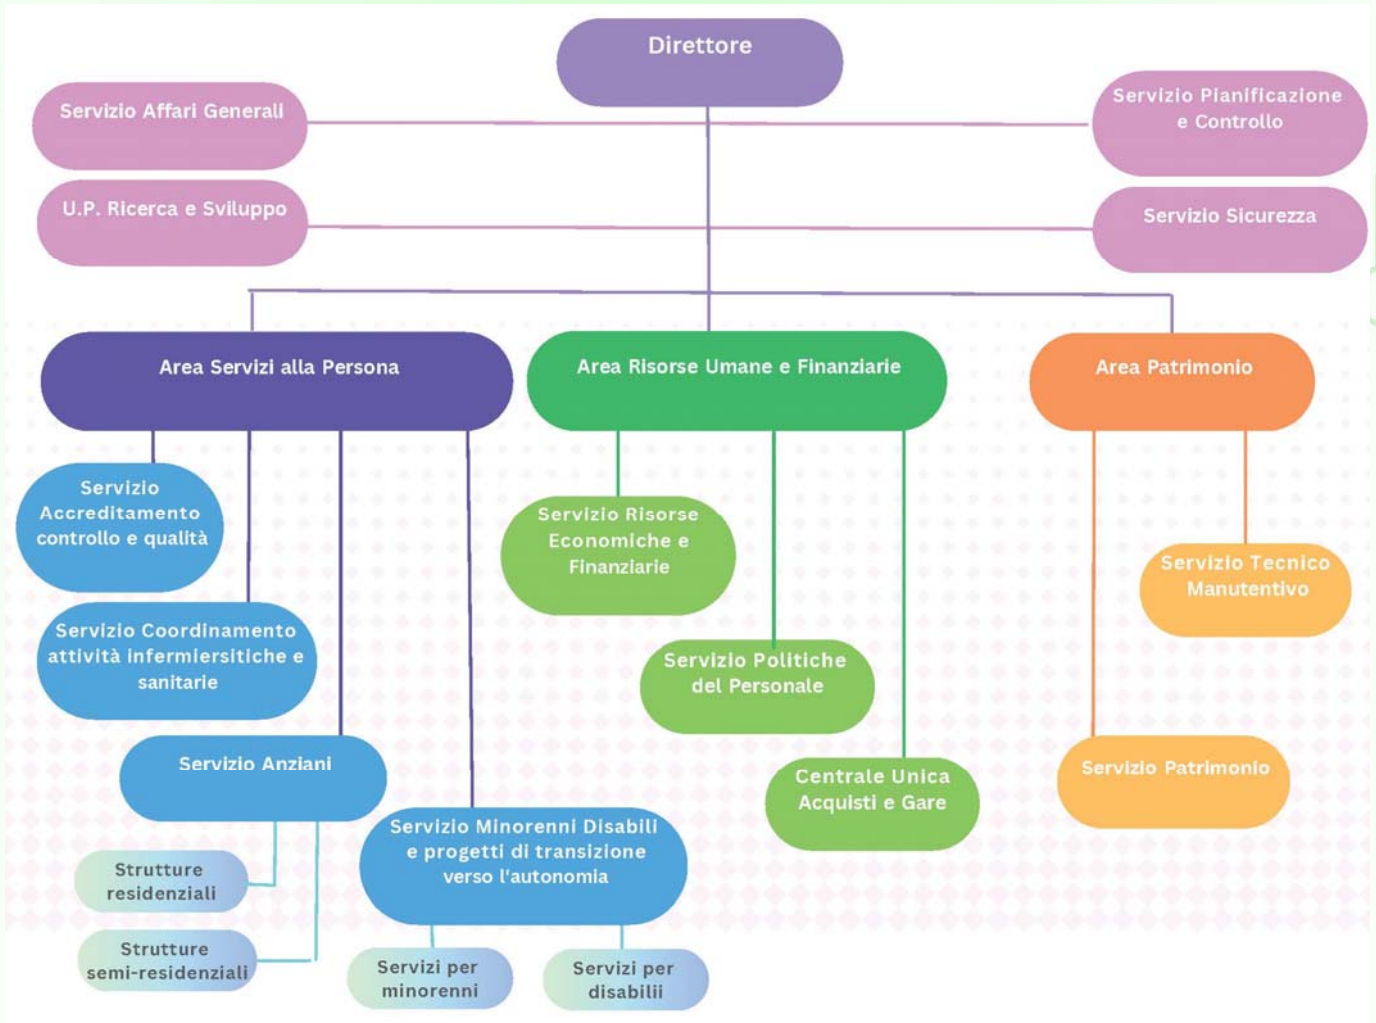 Direttore
Servizio Affari Generali
Servizio Pianificazione
e Controllo
U.P. Ricerca e Sviluppo
Servizio Sicurezza
Area Servizi alla Persona
Area Risorse Umane e Finanziarie
Area Patrimonio
Servizio
Accreditamento
controllo e qualità
Servizio Risorse
Economiche e
Finanziarie
Servizio Tecnico
Manutentivo
Servizio Coordinamento
attività infermiersitiche e
sanitarie
Servizio Politiche
del Personale
Servizio Anziani
Centrale Unica
Acquisti e Gare
Servizio Patrimonio
Servizio Minorenni Disabili
e progetti di transizione
verso l'autonomia
Strutture
residenziali
Strutture
semi-residenziali
Servizi per
minorenni
Servizi per
disabilii